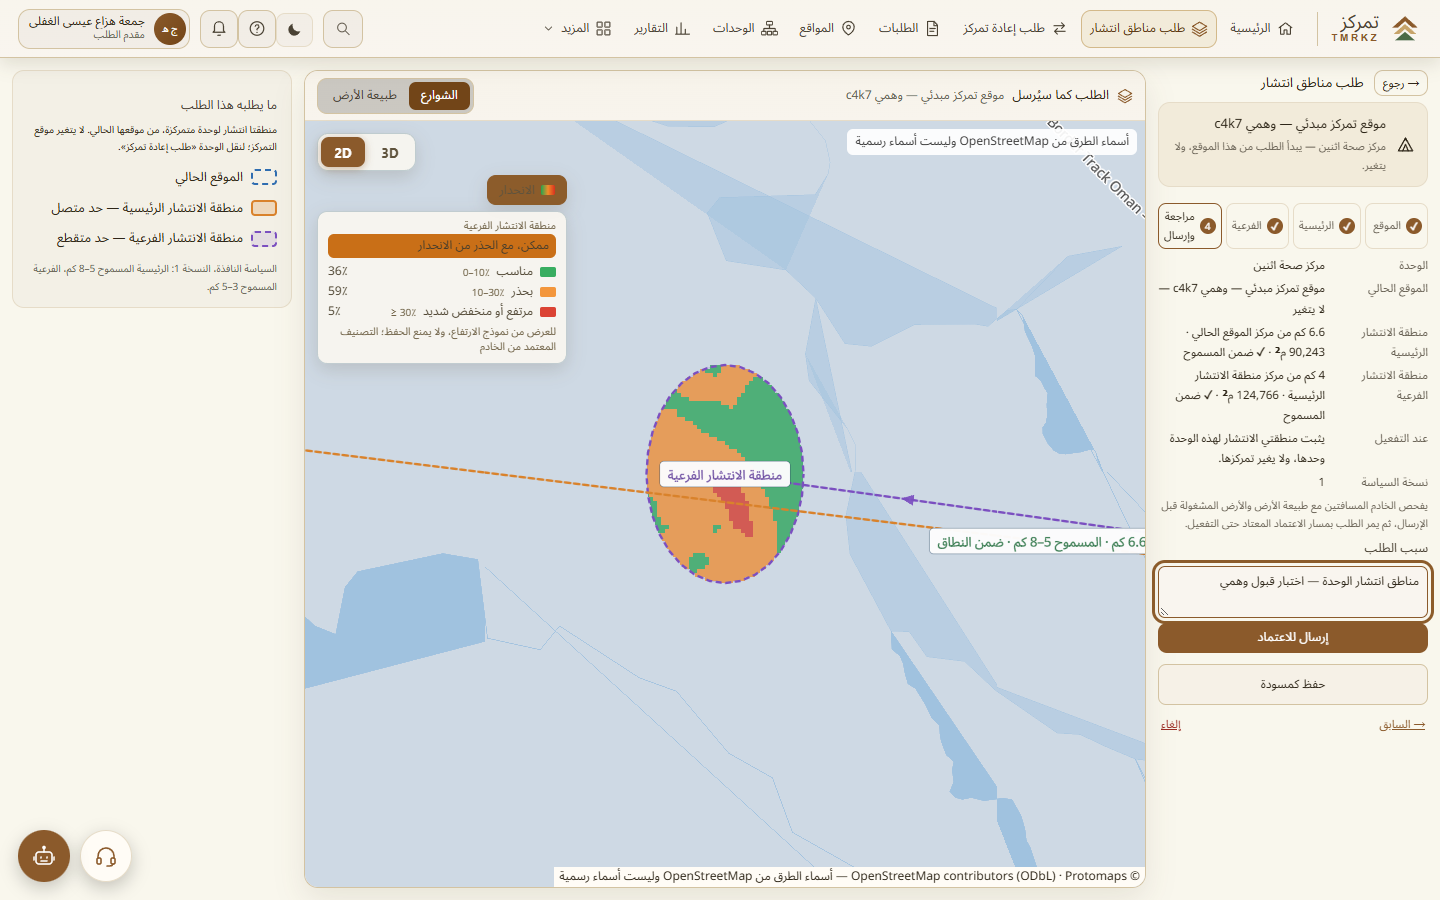 تمركز
TMRKZ
الرئيسية
طلب مناطق انتشار
طلب إعادة تمركز
الطلبات
المواقع
الوحدات
التقارير
المزيد
جمعة هزاع عيسى الغفلي
مقدم الطلب
ج ه
→ رجوع
طلب مناطق انتشار
موقع تمركز مبدئي — وهمي c4k7
مركز صحة اثنين — يبدأ الطلب من هذا الموقع، ولا
يتغير.
الموقع
الرئيسية
الفرعية
4
مراجعة
وإرسال
الوحدة
مركز صحة اثنين
الموقع الحالي
موقع تمركز مبدئي — وهمي c4k7 —
لا يتغير
منطقة الانتشار
الرئيسية
6.6 كم من مركز الموقع الحالي ·
90,243 م² · ✓ ضمن المسموح
منطقة الانتشار
الفرعية
4 كم من مركز منطقة الانتشار
الرئيسية · 124,766 م² · ✓ ضمن
المسموح
عند التفعيل
يثبت منطقتي الانتشار لهذه الوحدة
وحدها، ولا يغير تمركزها.
نسخة السياسة
1
يفحص الخادم المسافتين مع طبيعة الأرض والأرض المشغولة قبل
الإرسال، ثم يمر الطلب بمسار الاعتماد المعتاد حتى التفعيل.
سبب الطلب
مناطق انتشار الوحدة — اختبار قبول وهمي
إرسال للاعتماد
حفظ كمسودة
→ السابق
إلغاء
الطلب كما سيُرسل
موقع تمركز مبدئي — وهمي c4k7
الشوارع
طبيعة الأرض
أسماء الطرق من OpenStreetMap وليست أسماء رسمية
Track Oman -
2D
3D
الانحدار
منطقة الانتشار الفرعية
ممكن، مع الحذر من الانحدار
مناسب 0–10٪ 36٪
بحذر 10–30٪ 59٪
مرتفع أو منخفض شديد ≥ 30٪ 5٪
للعرض من نموذج الارتفاع، ولا يمنع الحفظ؛ التصنيف
المعتمد من الخادم
منطقة الانتشار الفرعية
6.6 كم · المسموح 5–8 كم · ضمن النطاق
© OpenStreetMap contributors (ODbL) · Protomaps — أسماء الطرق من OpenStreetMap وليست أسماء رسمية
ما يطلبه هذا الطلب
منطقتا انتشار لوحدة متمركزة، من موقعها الحالي. لا يتغير موقع
التمركز؛ لنقل الوحدة «طلب إعادة تمركز».
الموقع الحالي
منطقة الانتشار الرئيسية — حد متصل
منطقة الانتشار الفرعية — حد متقطع
السياسة النافذة، النسخة 1: الرئيسية المسموح 5–8 كم، الفرعية
المسموح 3–5 كم.